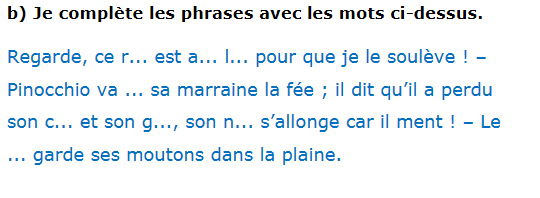 b) Je complète les phrases avec les mots ci-dessus.
Regarde, ce r... est a... l... pour que je le soulève ! –
Pinocchio va ... sa marraine la fée ; il dit qu’il a perdu
son c... et son g..., son n... s’allonge car il ment ! – Le
... garde ses moutons dans la plaine.